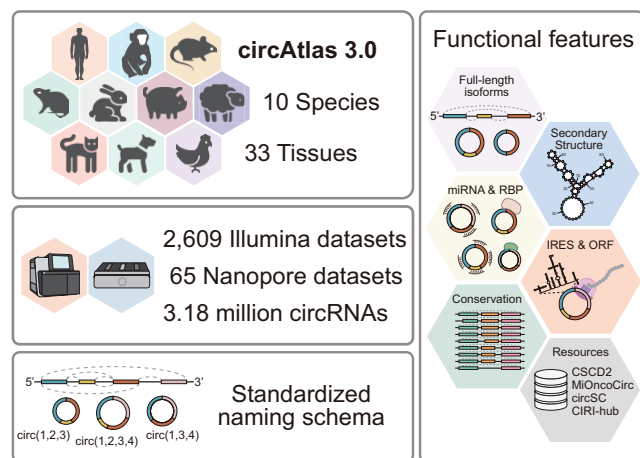 circAtlas 3.0
10 Species
33 Tissues
2,609 Illumina datasets
65 Nanopore datasets
3.18 million circRNAs
5' 3'
circ(1,2,3) circ(1,2,3,4) circ(1,3,4)
Standardized
naming schema
Functional features
Full-length
isoforms
5' 3'
Secondary
Structure
miRNA & RBP
IRES & ORF
Conservation
Resources
CSCD2
MiOncoCirc
circSC
CIRI-hub